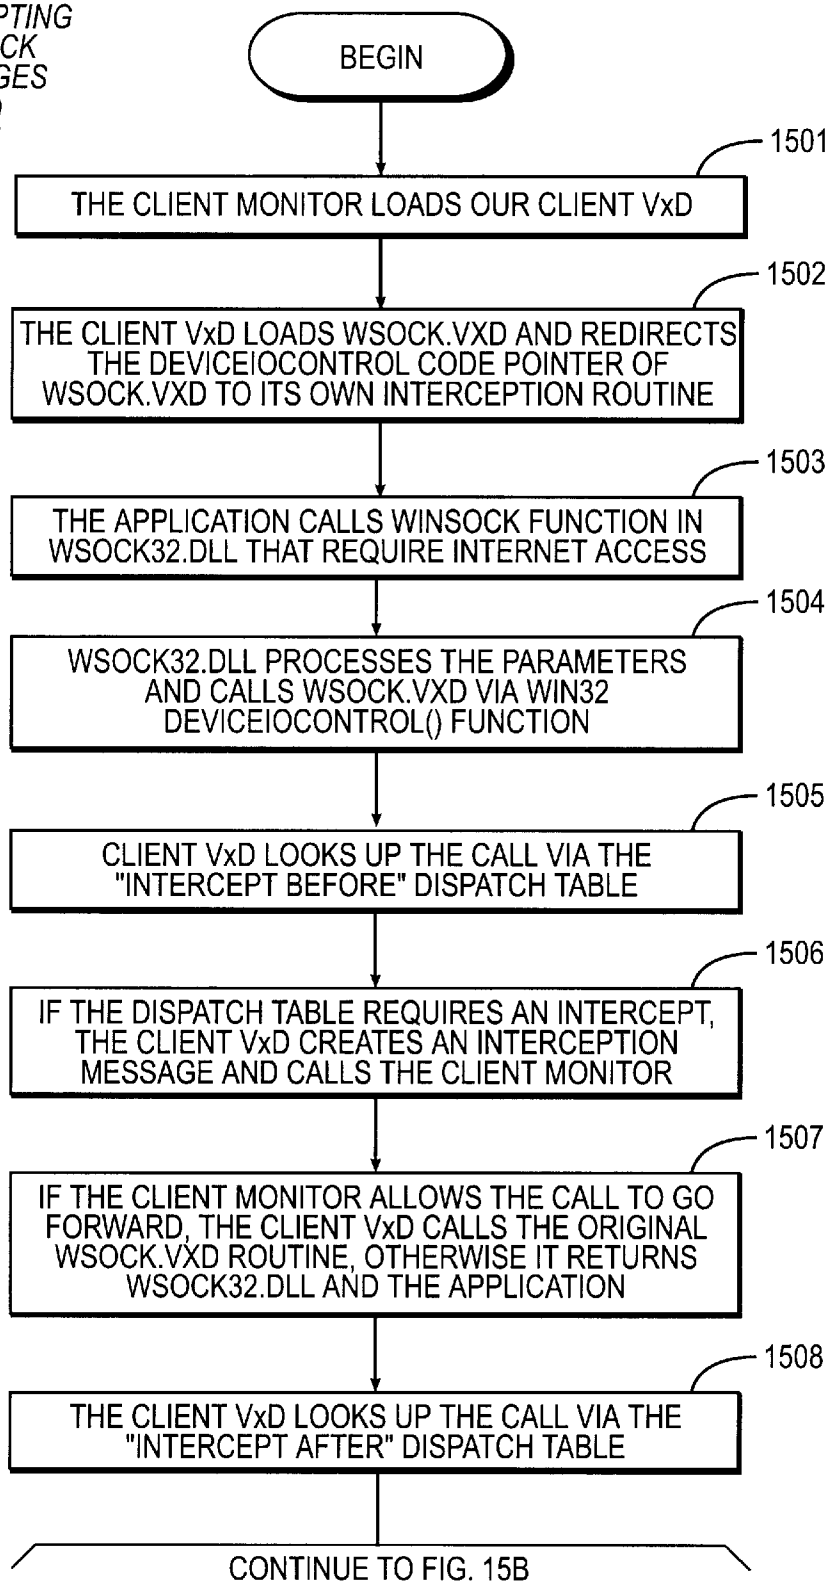 BEGIN
1501
THE CLIENT MONITOR LOADS OUR CLIENT VxD
1502
THE CLIENT VxD LOADS WSOCK.VXD AND REDIRECTS
THE DEVICEIOCONTROL CODE POINTER OF
WSOCK.VXD TO ITS OWN INTERCEPTION ROUTINE
1503
THE APPLICATION CALLS WINSOCK FUNCTION IN
WSOCK32.DLL THAT REQUIRE INTERNET ACCESS
1504
WSOCK32.DLL PROCESSES THE PARAMETERS
AND CALLS WSOCK.VXD VIA WIN32
DEVICEIOCONTROL() FUNCTION
1505
CLIENT VxD LOOKS UP THE CALL VIA THE
"INTERCEPT BEFORE" DISPATCH TABLE
1506
IF THE DISPATCH TABLE REQUIRES AN INTERCEPT,
THE CLIENT VxD CREATES AN INTERCEPTION
MESSAGE AND CALLS THE CLIENT MONITOR
1507
IF THE CLIENT MONITOR ALLOWS THE CALL TO GO
FORWARD, THE CLIENT VxD CALLS THE ORIGINAL
WSOCK.VXD ROUTINE, OTHERWISE IT RETURNS
WSOCK32.DLL AND THE APPLICATION
1508
THE CLIENT VxD LOOKS UP THE CALL VIA THE
"INTERCEPT AFTER" DISPATCH TABLE
CONTINUE TO FIG. 15B